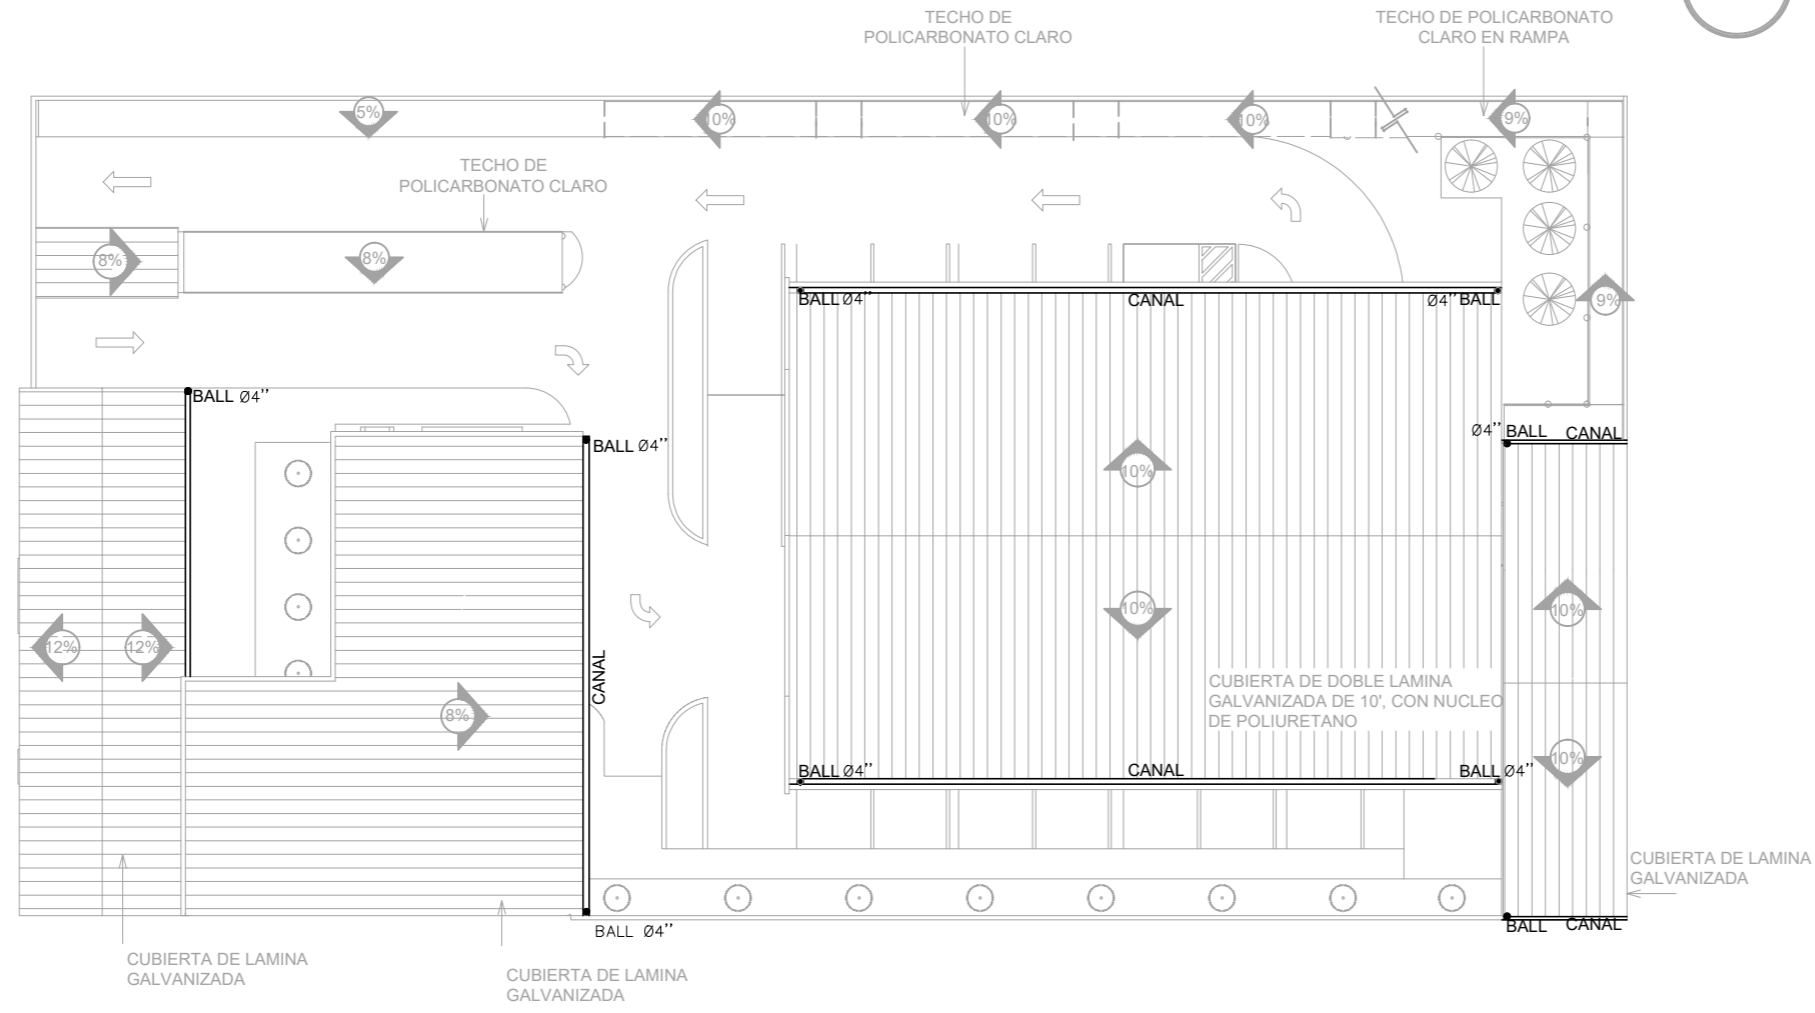 TECHO DE
POLICARBONATO CLARO
TECHO DE POLICARBONATO
CLARO EN RAMPA
5%
10%
10%
10%
9%
TECHO DE
POLICARBONATO CLARO
8%
8%
BALL Ø4’’
CANAL
Ø4’’ BALL
9%
BALL Ø4’’
BALL Ø4’’
Ø4’’ BALL CANAL
10%
10%
10%
12%
12%
CANAL
8%
CUBIERTA DE DOBLE LAMINA
GALVANIZADA DE 10', CON NUCLEO
DE POLIURETANO
10%
BALL Ø4’’
CANAL
BALL Ø4’’
CUBIERTA DE LAMINA
GALVANIZADA
BALL Ø4’’
BALL CANAL
CUBIERTA DE LAMINA
GALVANIZADA
CUBIERTA DE LAMINA
GALVANIZADA